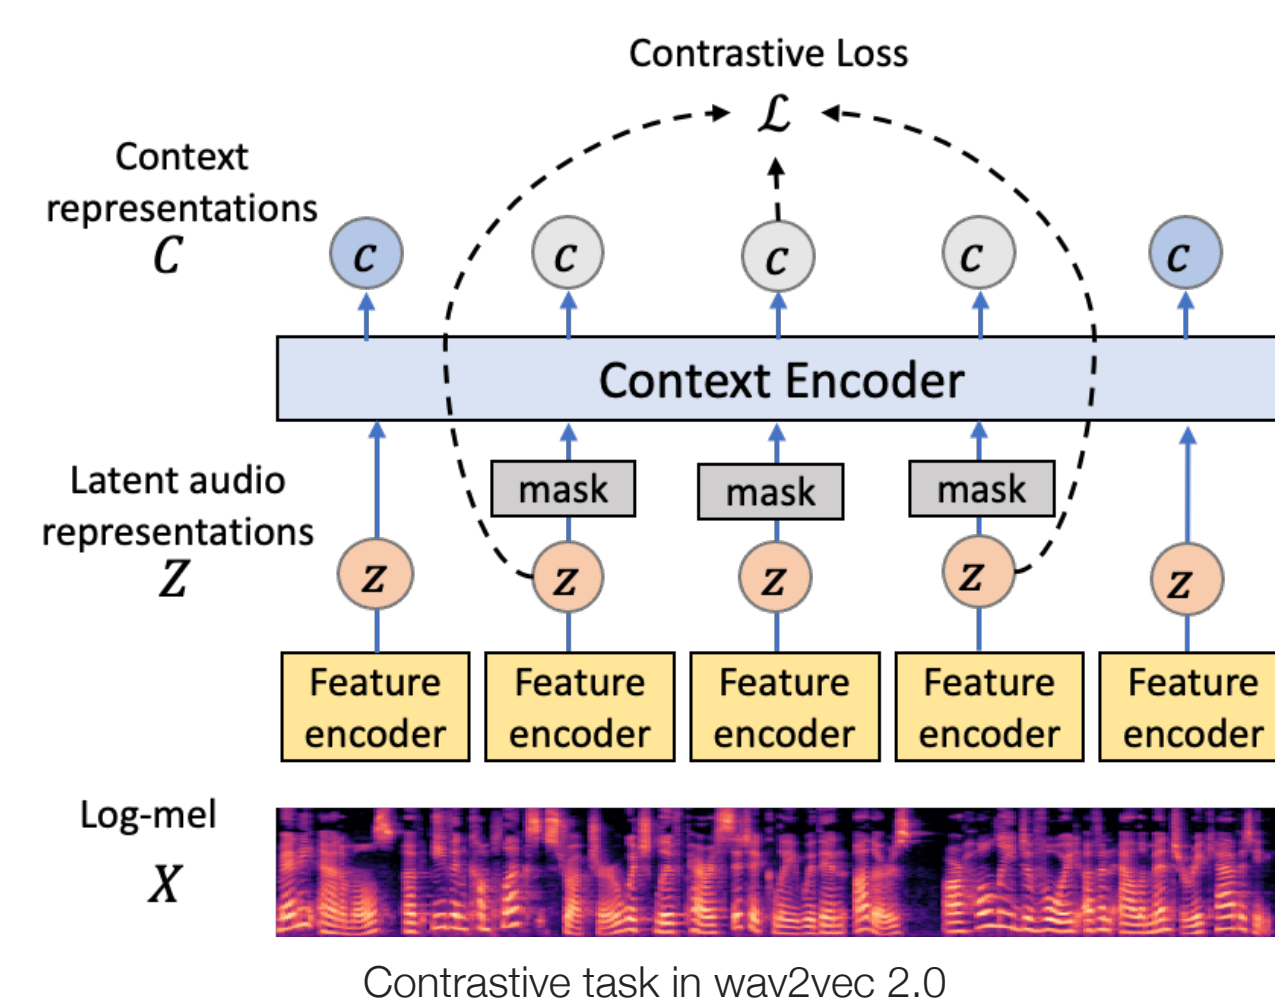 Contrastive Loss
ℒ
Context
representations
C
c c c c c
Context Encoder
mask mask mask
Latent audio
representations
Z
z z z z z
Feature encoder
Feature encoder
Feature encoder
Feature encoder
Feature encoder
Log-mel
X
Contrastive task in wav2vec 2.0